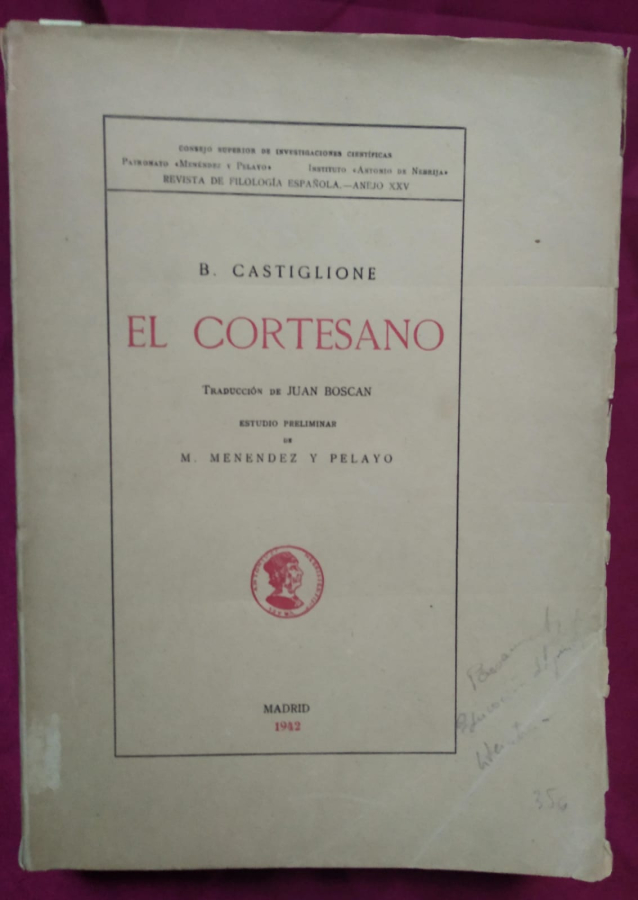 CONSEJO SUPERIOR DE INVESTIGACIONES CIENTÍFICAS
PATRONATO «MENÉNDEZ Y PELAYO» INSTITUTO «ANTONIO DE NEBRIJA»
REVISTA DE FILOLOGÍA ESPAÑOLA.—ANEJO XXV
B. CASTIGLIONE
EL CORTESANO
TRADUCCIÓN DE JUAN BOSCAN
ESTUDIO PRELIMINAR
DE
M. MENENDEZ Y PELAYO
MADRID
1942